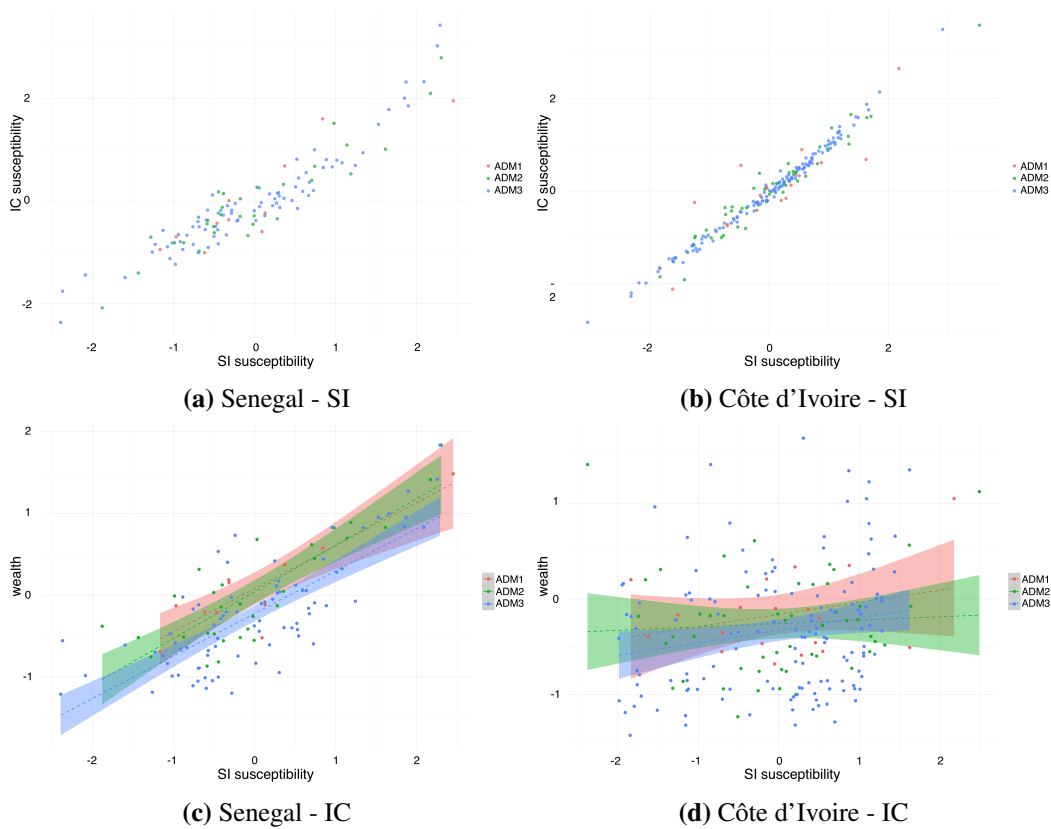 IC susceptibility
2
0
-2
-2
-1
0
1
2
SI susceptibility
ADM1
ADM2
ADM3
(a) Senegal - SI
IC susceptibility
2
0
-
2
-2
0
2
SI susceptibility
ADM1
ADM2
ADM3
(b) Côte d'Ivoire - SI
wealth
2
1
0
-1
-2
-1
0
1
2
SI susceptibility
ADM1
ADM2
ADM3
(c) Senegal - IC
wealth
1
0
-1
-2
-1
0
1
2
SI susceptibility
ADM1
ADM2
ADM3
(d) Côte d'Ivoire - IC